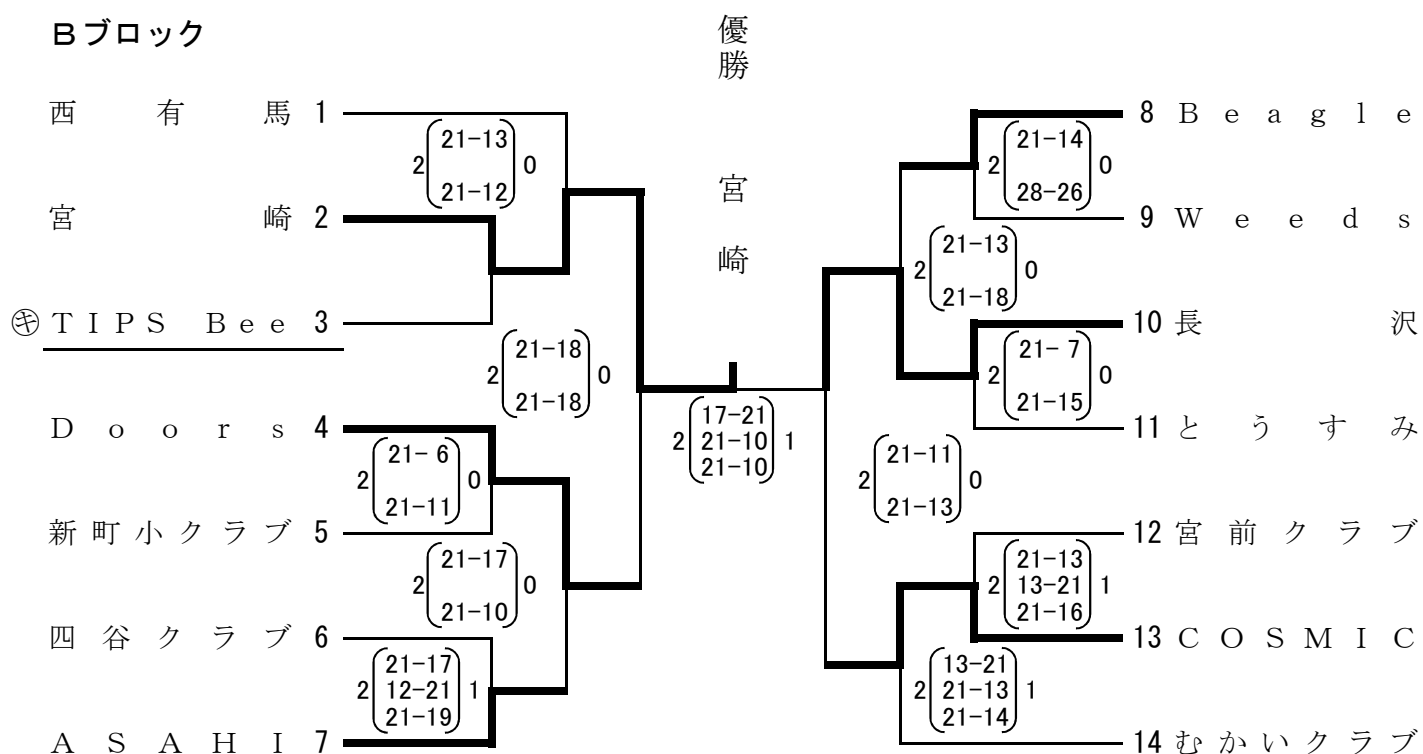 Bブロック
優勝
宮崎
西有馬 1
2 21-13 0
21-12
宮崎 2
㋖TIPS Bee 3
2 21-18 0
21-18
Doors 4
2 21- 6 0
21-11
新町小クラブ 5
2 21-17 0
21-10
四谷クラブ 6
2 21-17 1
12-21
21-19
ASAHI 7
17-21
2 21-10 1
21-10
8 Beagle
2 21-14 0
28-26
9 Weeds
2 21-13 0
21-18
10 長沢
2 21- 7 0
21-15
11 とうすみ
2 21-11 0
21-13
12 宮前クラブ
21-13
2 13-21 1
21-16
13 COSMIC
13-21
2 21-13 1
21-14
14 むかいクラブ